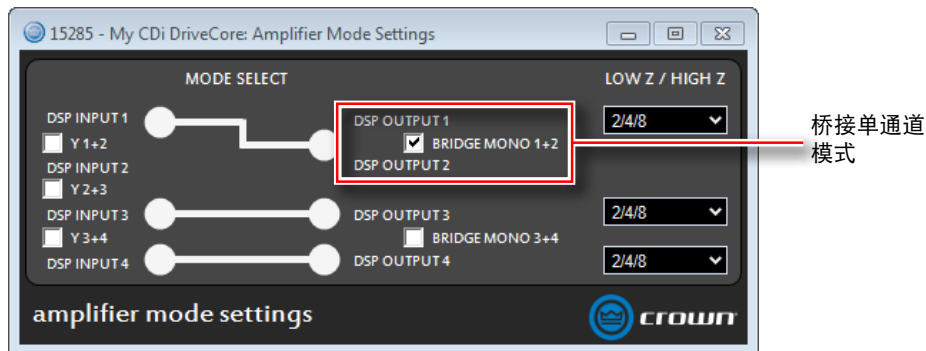 15285 - My CDi DriveCore: Amplifier Mode Settings
MODE SELECT
LOW Z / HIGH Z
DSP INPUT 1
Y 1+2
DSP INPUT 2
Y 2+3
DSP INPUT 3
Y 3+4
DSP INPUT 4
DSP OUTPUT 1
BRIDGE MONO 1+2
DSP OUTPUT 2
DSP OUTPUT 3
BRIDGE MONO 3+4
DSP OUTPUT 4
2/4/8
2/4/8
2/4/8
桥接单通道
模式
amplifier mode settings
crown